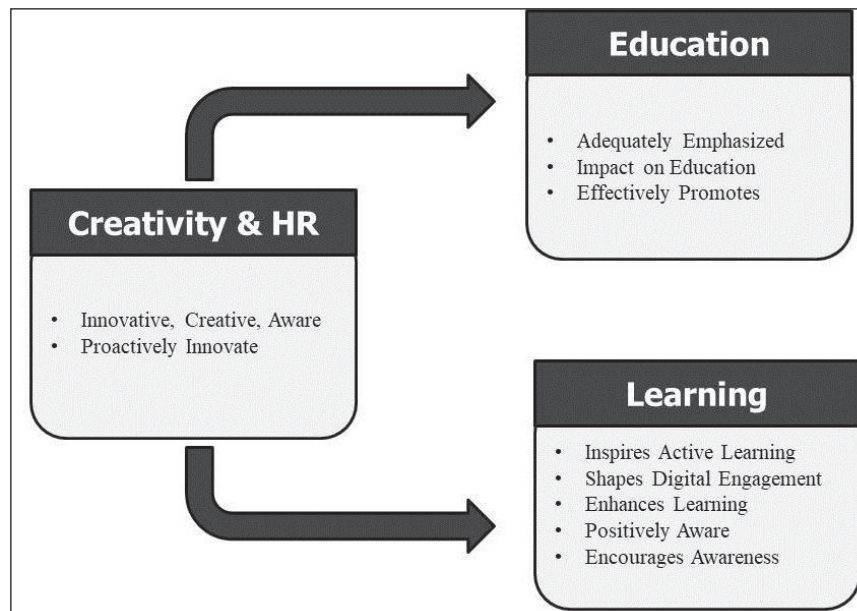 Education
• Adequately Emphasized
• Impact on Education
• Effectively Promotes
Creativity & HR
• Innovative, Creative, Aware
• Proactively Innovate
Learning
• Inspires Active Learning
• Shapes Digital Engagement
• Enhances Learning
• Positively Aware
• Encourages Awareness